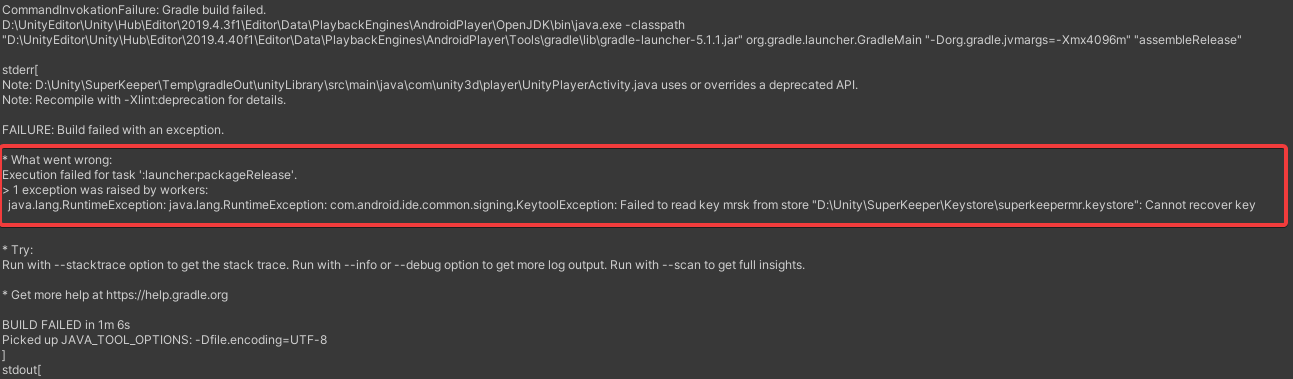 CommandInvokationFailure: Gradle build failed.
D:\UnityEditor\Unity\Hub\Editor\2019.4.3f1\Editor\Data\PlaybackEngines\AndroidPlayer\OpenJDK\bin\java.exe -classpath
"D:\UnityEditor\Unity\Hub\Editor\2019.4.40f1\Editor\Data\PlaybackEngines\AndroidPlayer\Tools\gradle\lib\gradle-launcher-5.1.1.jar" org.gradle.launcher.GradleMain "-Dorg.gradle.jvmargs=-Xmx4096m" "assembleRelease"
stderr[
Note: D:\Unity\SuperKeeper\Temp\gradleOut\unityLibrary\src\main\java\com\unity3d\player\UnityPlayerActivity.java uses or overrides a deprecated API.
Note: Recompile with -Xlint:deprecation for details.
FAILURE: Build failed with an exception.
* What went wrong:
Execution failed for task ':launcher:packageRelease'.
> 1 exception was raised by workers:
java.lang.RuntimeException: java.lang.RuntimeException: com.android.ide.common.signing.KeytoolException: Failed to read key mrsk from store "D:\Unity\SuperKeeper\Keystore\superkeepermr.keystore": Cannot recover key
* Try:
Run with --stacktrace option to get the stack trace. Run with --info or --debug option to get more log output. Run with --scan to get full insights.
* Get more help at https://help.gradle.org
BUILD FAILED in 1m 6s
Picked up JAVA_TOOL_OPTIONS: -Dfile.encoding=UTF-8
]
stdout[